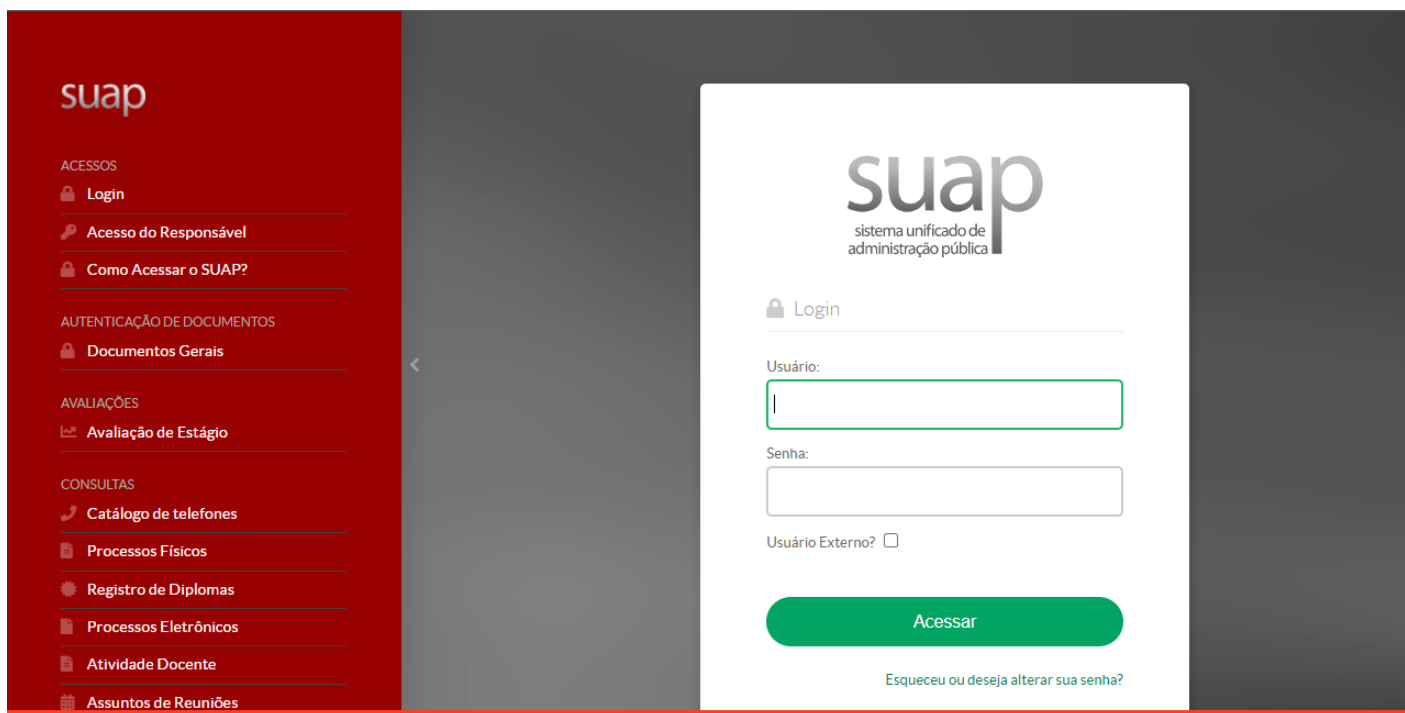 suap
ACESSOS
Login
Acesso do Responsável
Como Acessar o SUAP?
AUTENTICAÇÃO DE DOCUMENTOS
Documentos Gerais
AVALIAÇÕES
Avaliação de Estágio
CONSULTAS
Catálogo de telefones
Processos Físicos
Registro de Diplomas
Processos Eletrônicos
Atividade Docente
Assuntos de Reuniões
suap
sistema unificado de
administração pública
Login
Usuário:
Senha:
Usuário Externo?
Acessar
Esqueceu ou deseja alterar sua senha?